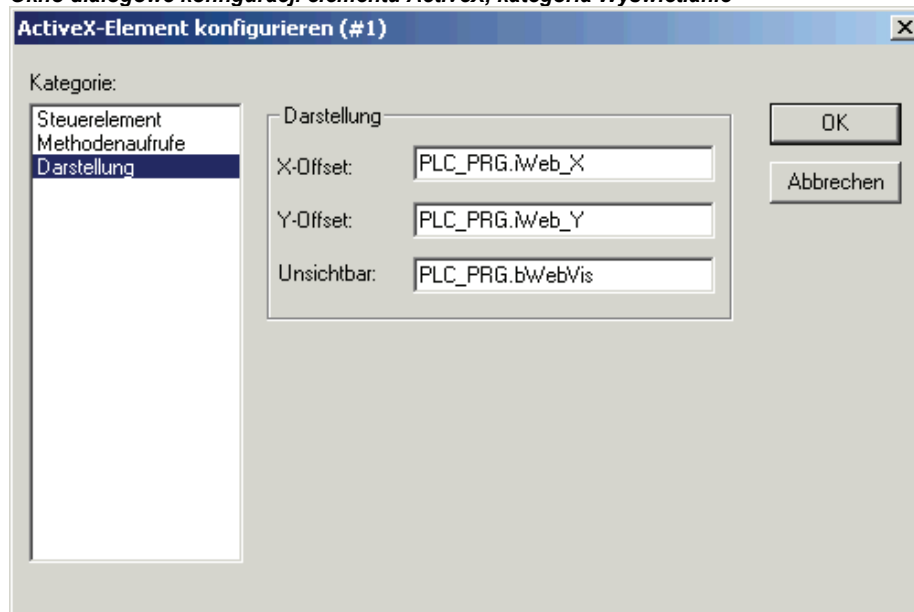 Okno dialogowe konfiguracji elementu ActiveX, kategoria Wyświetlanie
ActiveX-Element konfigurieren (#1)
Kategorie:
Steuerelement
Methodenaufrufe
Darstellung
Darstellung
X-Offset: PLC_PRG.iWeb_X
Y-Offset: PLC_PRG.iWeb_Y
Unsichtbar: PLC_PRG.bWebVis
OK
Abbrechen